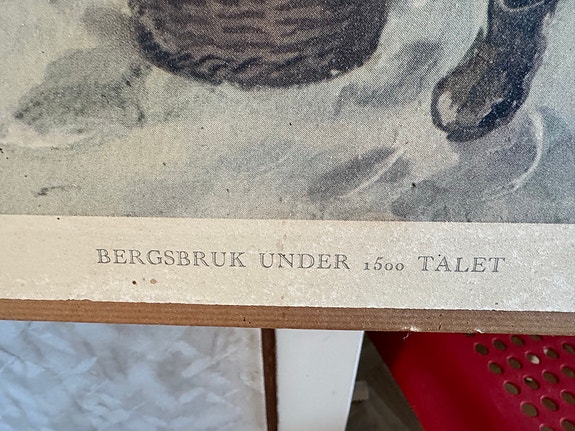 BERGSBRUK UNDER 1500 TALET